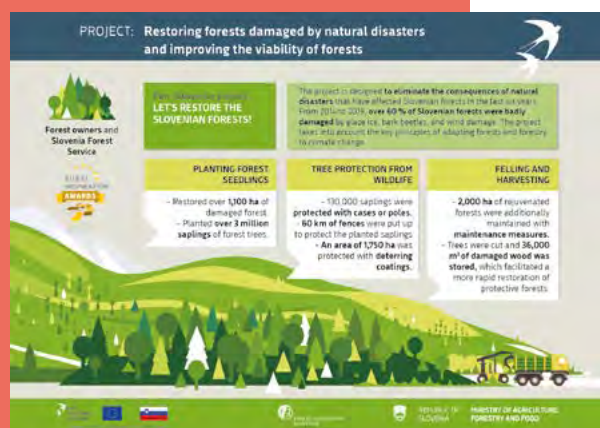 PROJECT: Restoring forests damaged by natural disasters
and improving the viability of forests
Forest owners and
Slovenia Forest
Service
RURAL
INSPIRATION
AWARDS
LET'S RESTORE THE
SLOVENIAN FORESTS!
The project is designed to eliminate the consequences of natural
disasters that have affected Slovenian forests in the last six years.
From 2014 to 2019, over 60 % of Slovenian forests were badly
damaged by glaze ice, bark beetles, and wind damage. The project
takes into account the key principles of adapting forests and forestry
to climate change.
PLANTING FOREST
SEEDLINGS
- Restored over 1,100 ha of
damaged forest.
- Planted over 3 million
saplings of forest trees.
TREE PROTECTION FROM
WILDLIFE
- 130,000 saplings were
protected with cases or poles.
- 60 km of fences were put up
to protect the planted saplings
- An area of 1,750 ha was
protected with deterring
coatings.
FELLING AND
HARVESTING
- 2,000 ha of rejuvenated
forests were additionally
maintained with
maintenance measures.
- Trees were cut and 36,000
m³ of damaged wood was
stored, which facilitated a
more rapid restoration of
protective forests.
REPUBLIC OF
SLOVENIA
MINISTRY OF AGRICULTURE,
FORESTRY AND FOOD